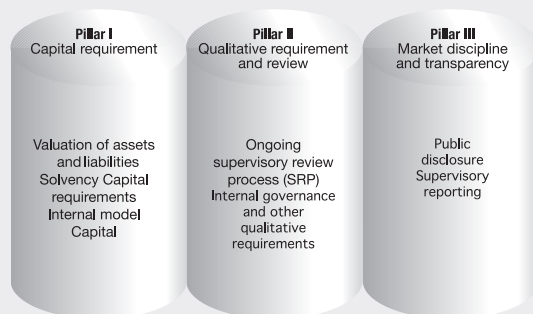 Pillar I
Capital requirement
Valuation of assets
and liabilities
Solvency Capital
requirements
Internal model
Capital
Pillar II
Qualitative requirement
and review
Ongoing
supervisory review
process (SRP)
Internal governance
and other
qualitative
requirements
Pillar III
Market discipline
and transparency
Public
disclosure
Supervisory
reporting